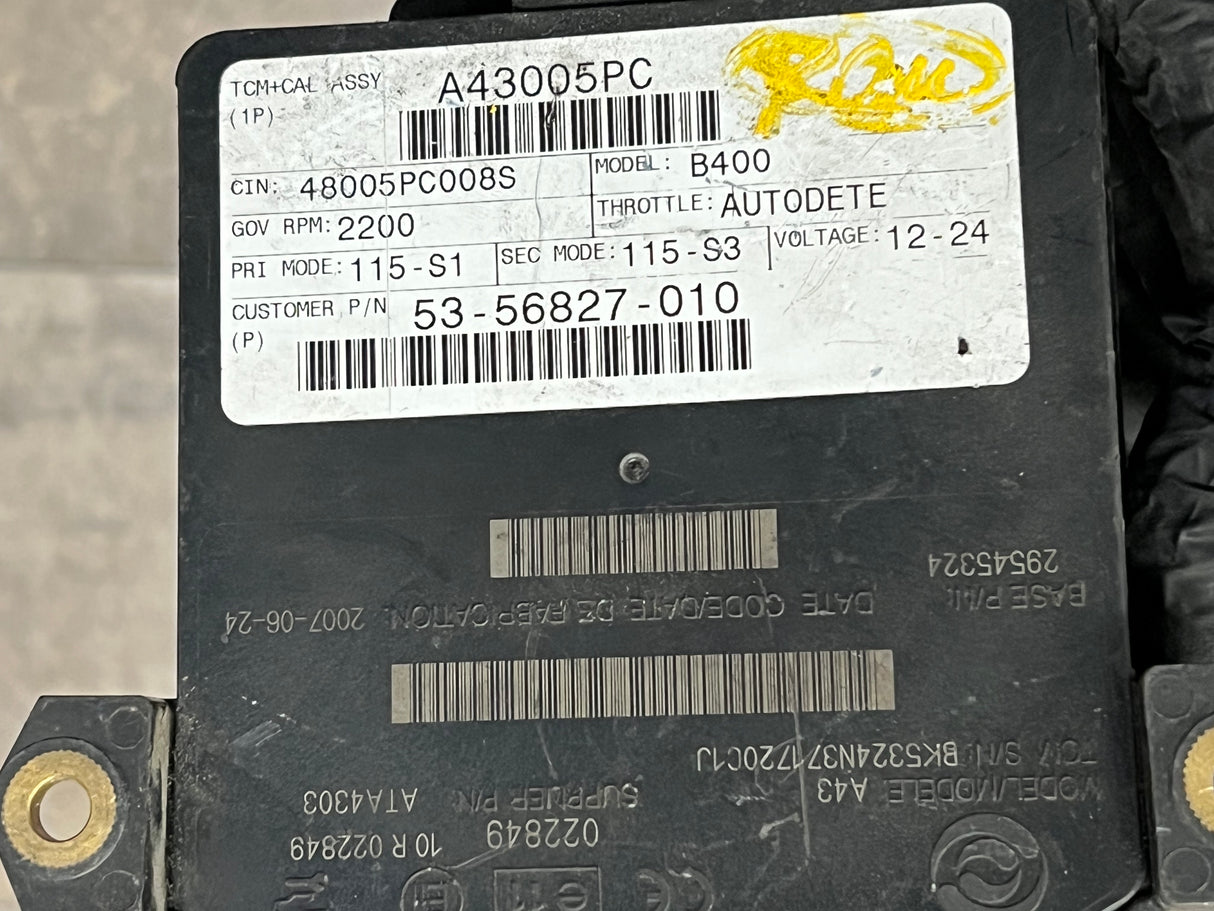 TCM+CAL ASSY A43005PC
(1P)
CIN: 48005PC008S
MODEL: B400
GOV RPM: 2200
THROTTLE: AUTODETE
PRI MODE: 115-S1
SEC MODE: 115-S3
VOLTAGE: 12-24
CUSTOMER P/N 53-56827-010
(P)
10 R 022849
022849
SUPPLIER P/N ATA4303
MODEL/MODELE A43
TCM S/N BK5324N371720C1J
DATE CODE/DATE DE FABRICATION: 2007-06-24
BASE P/N:
29545324